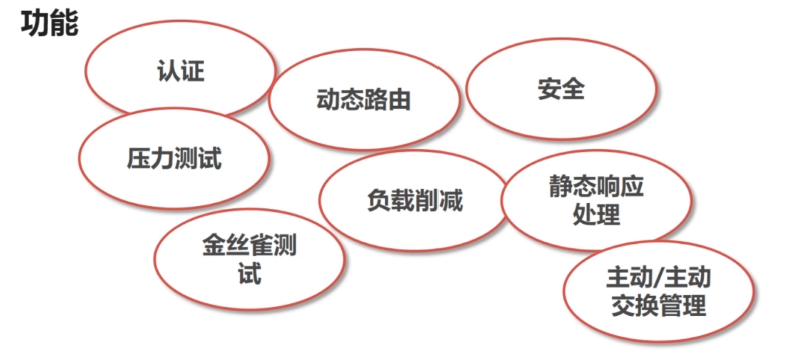 功能
认证
动态路由
安全
压力测试
负载削减
静态响应
处理
金丝雀测
试
主动/主动
交换管理